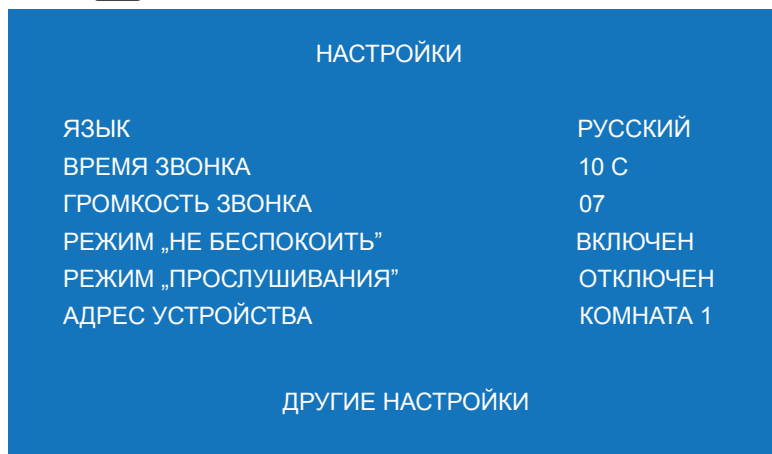 НАСТРОЙКИ
ЯЗЫК РУССКИЙ
ВРЕМЯ ЗВОНКА 10 С
ГРОМКОСТЬ ЗВОНКА 07
РЕЖИМ „НЕ БЕСПОКОИТЬ” ВКЛЮЧЕН
РЕЖИМ „ПРОСЛУШИВАНИЯ” ОТКЛЮЧЕН
АДРЕС УСТРОЙСТВА КОМНАТА 1
ДРУГИЕ НАСТРОЙКИ